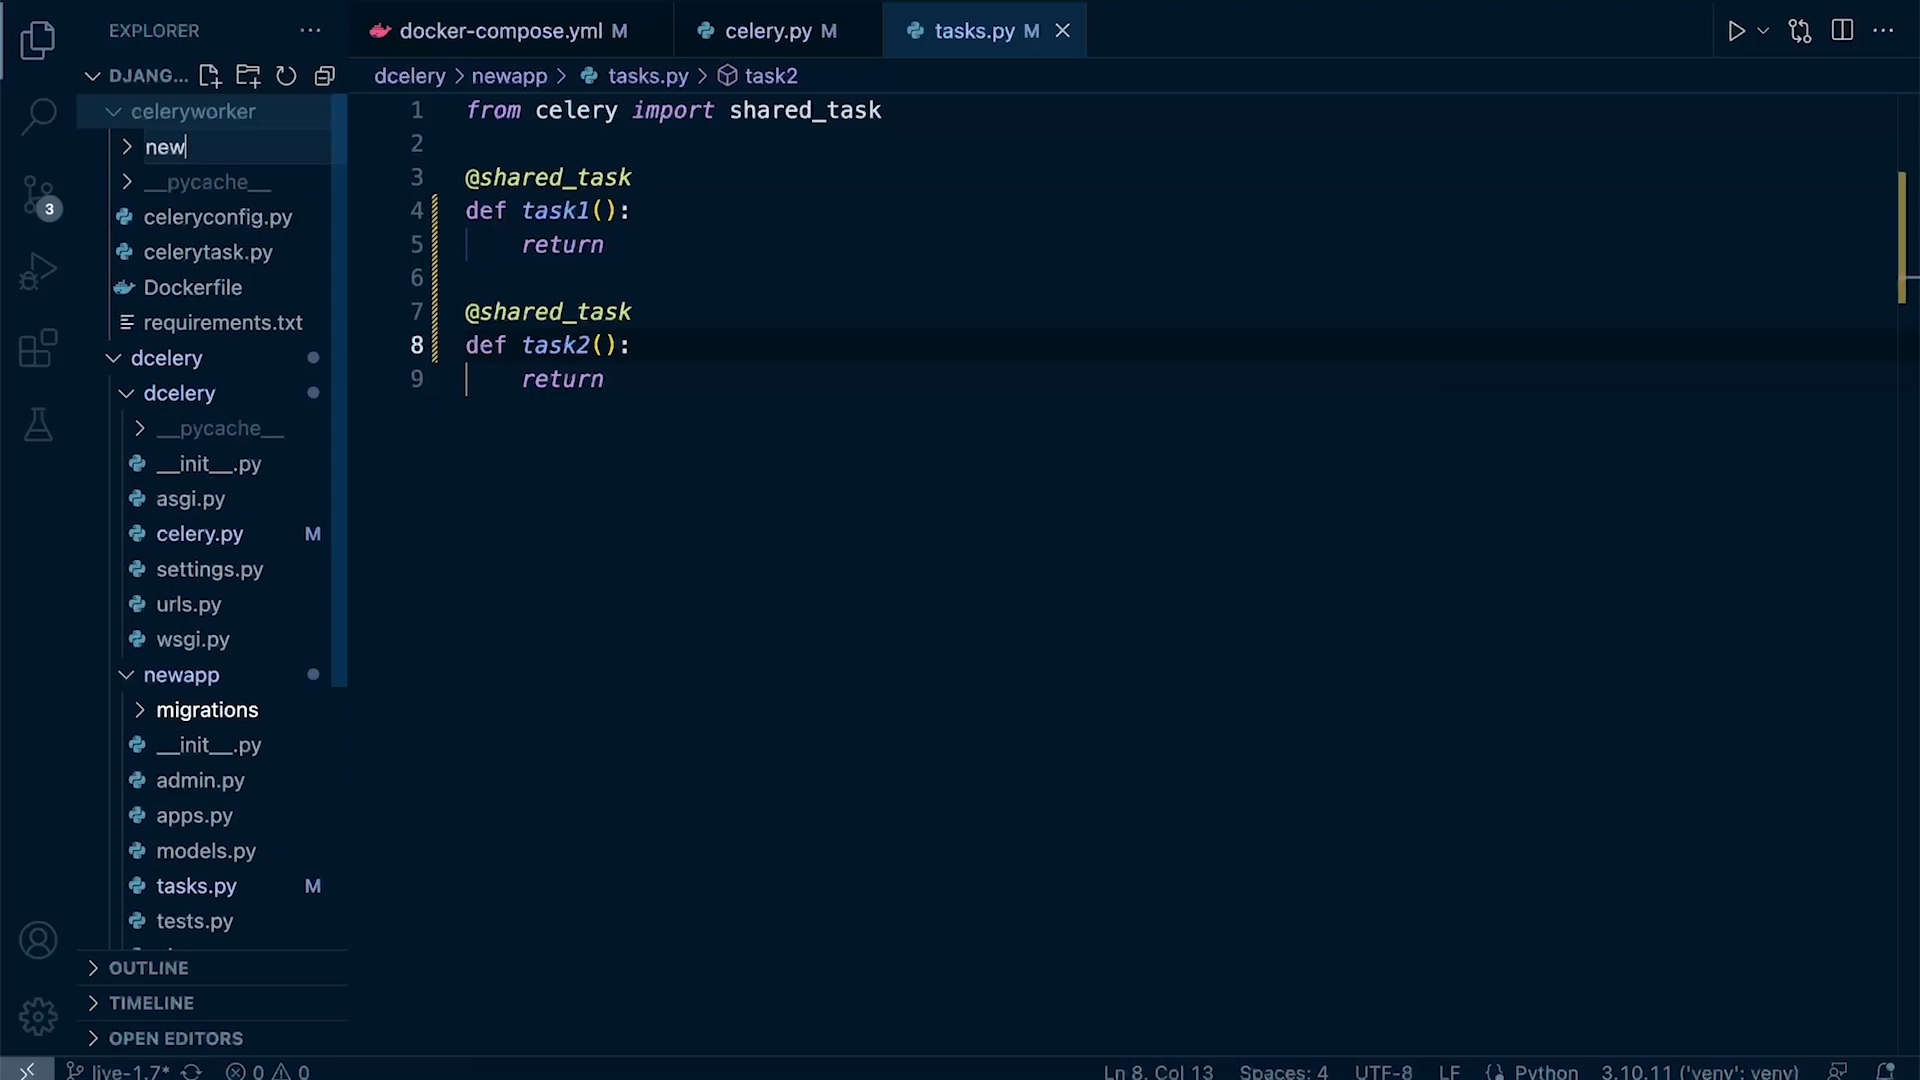 EXPLORER
DJANG...
celeryworker
new
__pycache__
celeryconfig.py
celerytask.py
Dockerfile
requirements.txt
dcelery
dcelery
__pycache__
__init__.py
asgi.py
celery.py M
settings.py
urls.py
wsgi.py
newapp
migrations
__init__.py
admin.py
apps.py
models.py
tasks.py M
tests.py
OUTLINE
TIMELINE
OPEN EDITORS
3
docker-compose.yml M
celery.py M
tasks.py M
dcelery > newapp > tasks.py > task2
1 from celery import shared_task
2
3 @shared_task
4 def task1():
5 return
6
7 @shared_task
8 def task2():
9 return
live-1.7* 0 0 Ln 8, Col 13 Spaces: 4 UTF-8 LF {} Python 3.10.11 ('venv': venv)